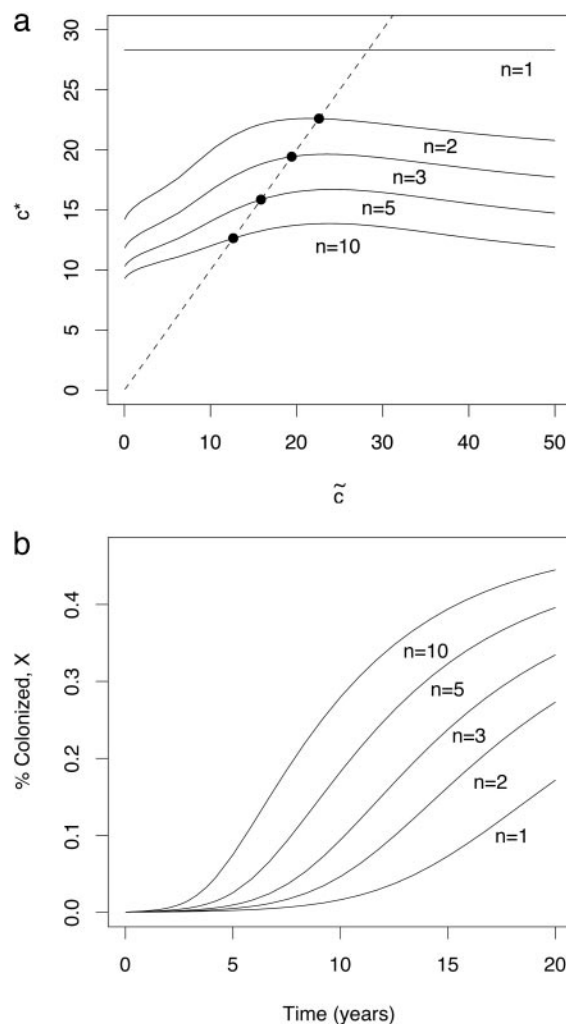 a
30
25
20
15
10
5
0
c*
n=1
n=2
n=3
n=5
n=10
0 10 20 30 40 50
c̃
b
0.4
0.3
0.2
0.1
0.0
% Colonized, X
n=10
n=5
n=3
n=2
n=1
0 5 10 15 20
Time (years)